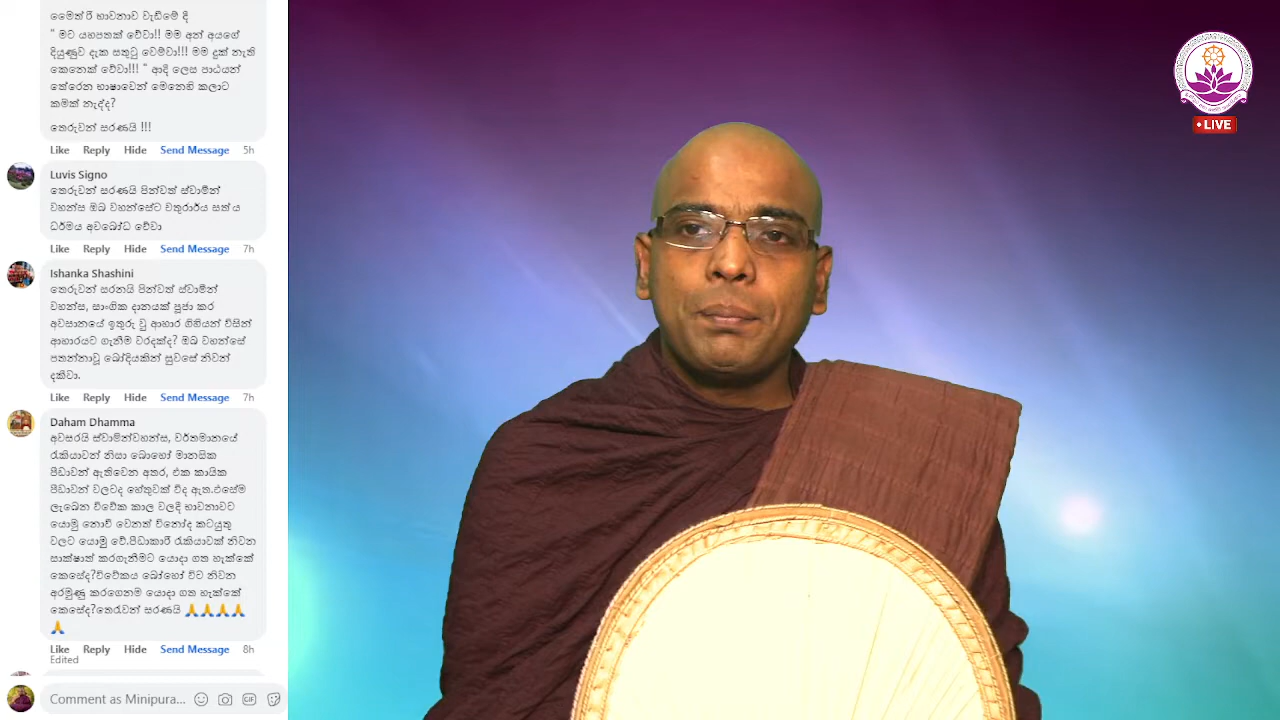 මෛත්‍රී භාවනාව වැඩීමේ දී
“ මට යහපතක් වේවා!! මම අන් අයගේ
දියුණුව දැක සතුටු වෙම්වා!!! මම දුක් නැති
කෙනෙක් වේවා!!! “ ආදී ලෙස පාඨයන්
තේරෙන භාෂාවෙන් මෙනෙහි කලාට
කමක් නැද්ද?
තෙරුවන් සරණයි !!!
Like Reply Hide Send Message 5h
Luvis Signo
තෙරුවන් සරණයි පින්වත් ස්වාමීන්
වහන්ස ඔබ වහන්සේට චතුරාර්ය සත්‍ය
ධර්මය අවබෝධ වේවා
Like Reply Hide Send Message 7h
Ishanka Shashini
තෙරුවන් සරනයි පින්වත් ස්වාමීන්
වහන්ස, සාංගික දානයක් පූජා කර
අවසානයේ ඉතුරු වු ආහාර ගිහියන් විසින්
ආහාරයට ගැනීම වරදක්ද? ඔබ වහන්සේ
පතන්නාවූ බෝදියකින් සුවසේ නිවන්
දකීවා.
Like Reply Hide Send Message 7h
Daham Dhamma
අවසරයි ස්වාමින්වහන්ස, වර්තමානයේ
රැකියාවන් නිසා බොහෝ මානසික
පීඩාවන් ඇතිවෙන අතර, එක කායික
පීඩාවන් වලටද හේතුවක් විද ඇත.එසේම
ලැබෙන විවේක කාල වලදි භාවනාවට
යොමු නොවී වෙනත් විනෝද කටයුතු
වලට යොමු වේ.පිඩාකාරී රැකියාවක් නිවන
සාක්ෂාත් කරගැනීමට යොදා ගත හැක්කේ
කෙසේද?විවේකය බෝහෝ විට නිවන
අරමුණු කරගෙනම යොදා ගත හැක්කේ
කෙසේද?තෙරැවන් සරණයි 🙏🙏🙏🙏
🙏
Like Reply Hide Send Message 8h
Edited
Comment as Minipura...
LIVE